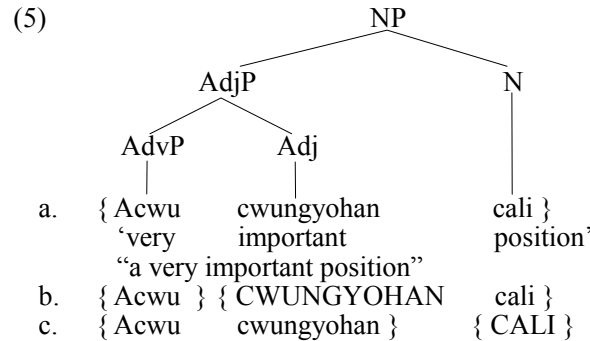 (5) NP
AdjP N
AdvP Adj
a. { Acwu cwungyohan cali }
‘very important position’
“a very important position”
b. { Acwu } { CWUNGYOHAN cali }
c. { Acwu cwungyohan } { CALI }